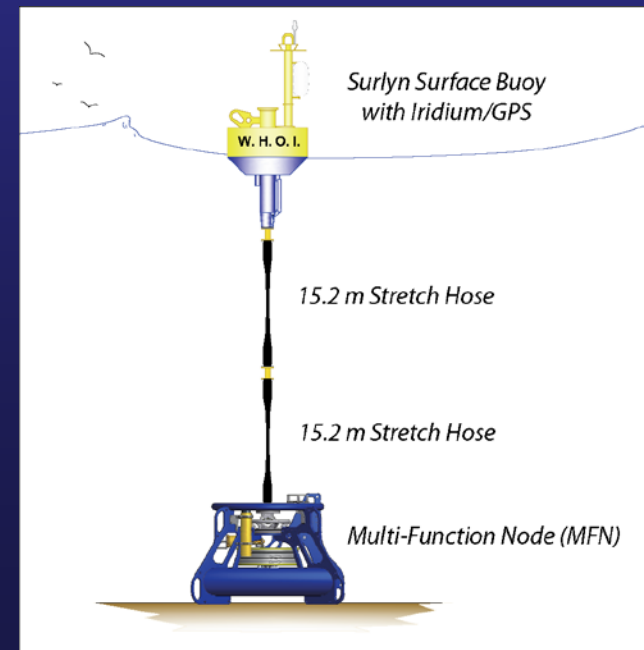 Surlyn Surface Buoy
with Iridium/GPS
W. H. O. I.
15.2 m Stretch Hose
15.2 m Stretch Hose
Multi-Function Node (MFN)